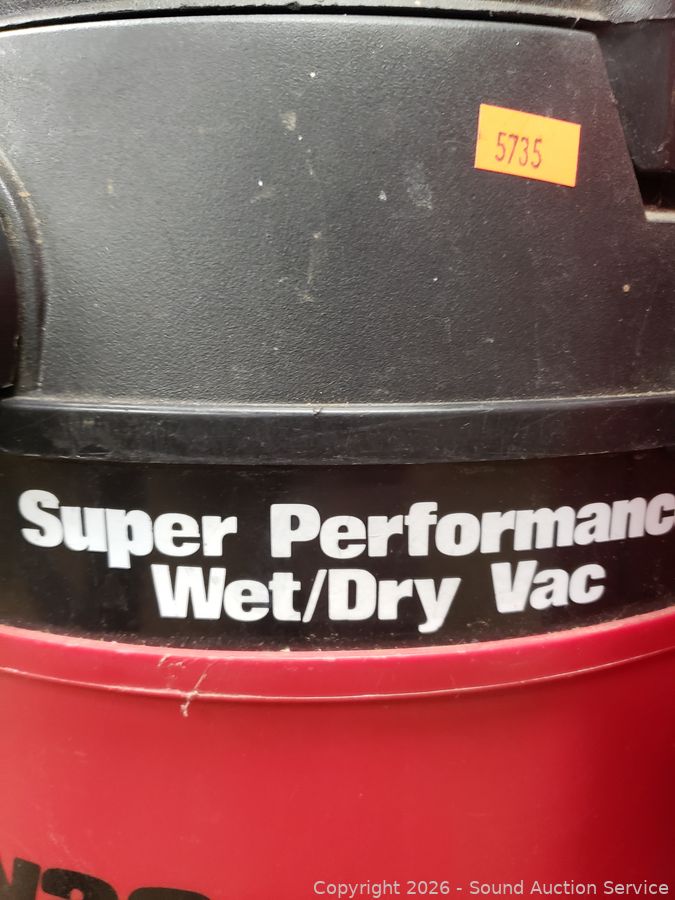 5735
Super Performanc
Wet/Dry Vac
Copyright 2026 - Sound Auction Service